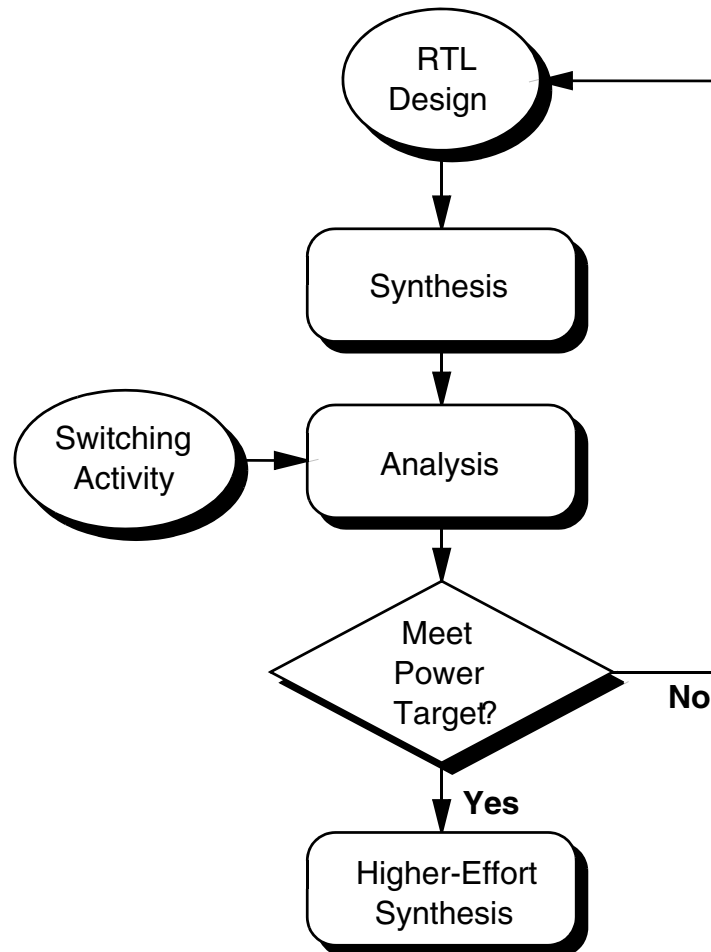 RTL
Design
Synthesis
Switching
Activity
Analysis
Meet
Power
Target?
No
Yes
Higher-Effort
Synthesis